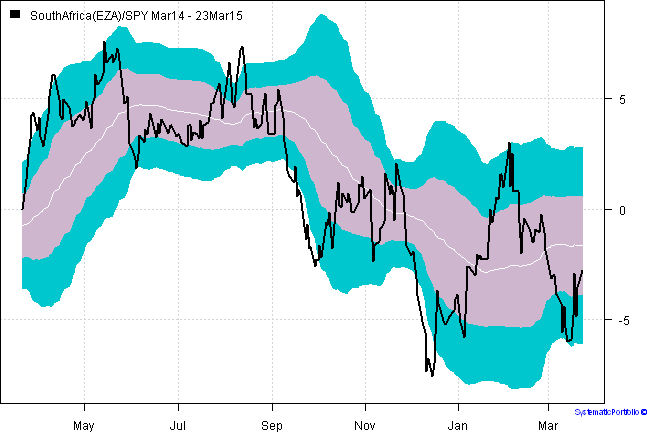 SouthAfrica(EZA)/SPY Mar14 - 23Mar15
5
0
-5
May Jul Sep Nov Jan Mar
SystematicPortfolio ©